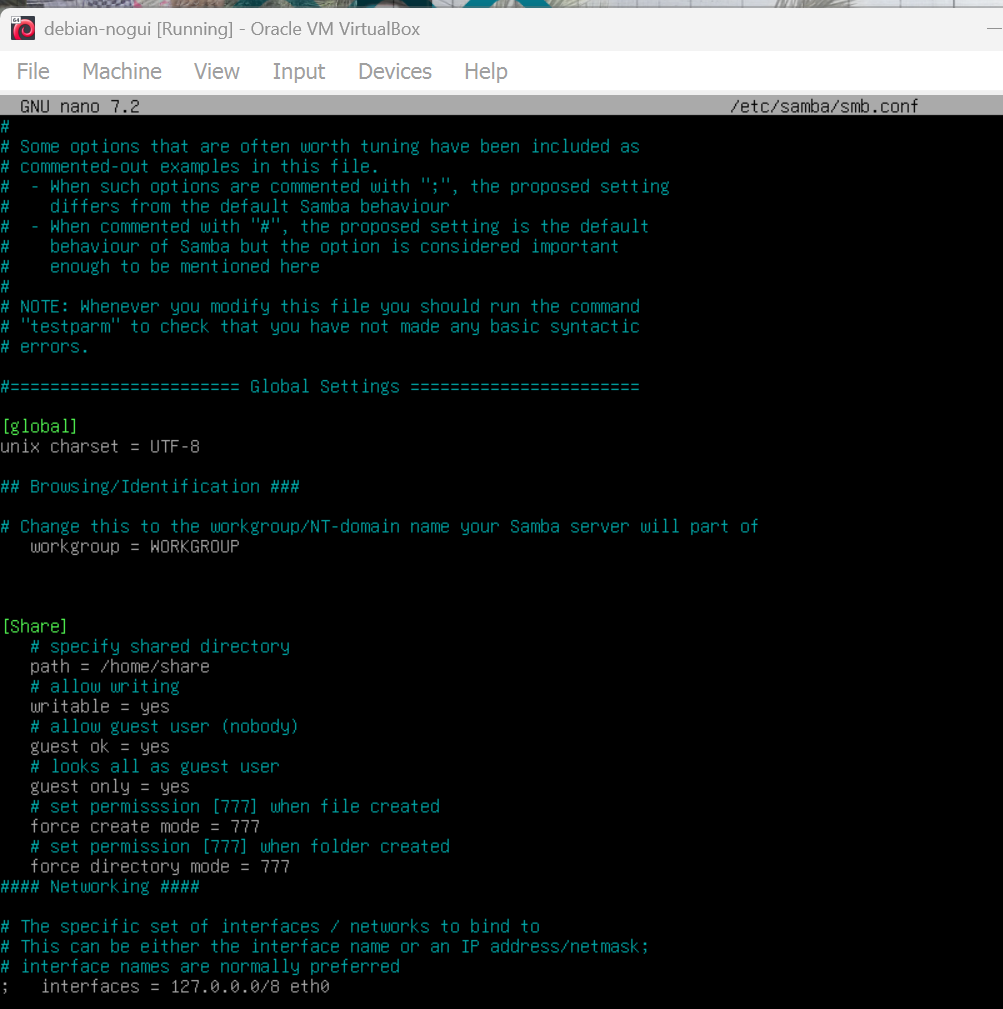 debian-nogui [Running] - Oracle VM VirtualBox
File Machine View Input Devices Help
GNU nano 7.2 /etc/samba/smb.conf
#
# Some options that are often worth tuning have been included as
# commented-out examples in this file.
#  - When such options are commented with ";", the proposed setting
#    differs from the default Samba behaviour
#  - When commented with "#", the proposed setting is the default
#    behaviour of Samba but the option is considered important
#    enough to be mentioned here
#
# NOTE: Whenever you modify this file you should run the command
# "testparm" to check that you have not made any basic syntactic
# errors.
#======================= Global Settings =======================
[global]
unix charset = UTF-8
## Browsing/Identification ###
# Change this to the workgroup/NT-domain name your Samba server will part of
   workgroup = WORKGROUP
[Share]
   # specify shared directory
   path = /home/share
   # allow writing
   writable = yes
   # allow guest user (nobody)
   guest ok = yes
   # looks all as guest user
   guest only = yes
   # set permisssion [777] when file created
   force create mode = 777
   # set permission [777] when folder created
   force directory mode = 777
#### Networking ####
# The specific set of interfaces / networks to bind to
# This can be either the interface name or an IP address/netmask;
# interface names are normally preferred
;   interfaces = 127.0.0.0/8 eth0